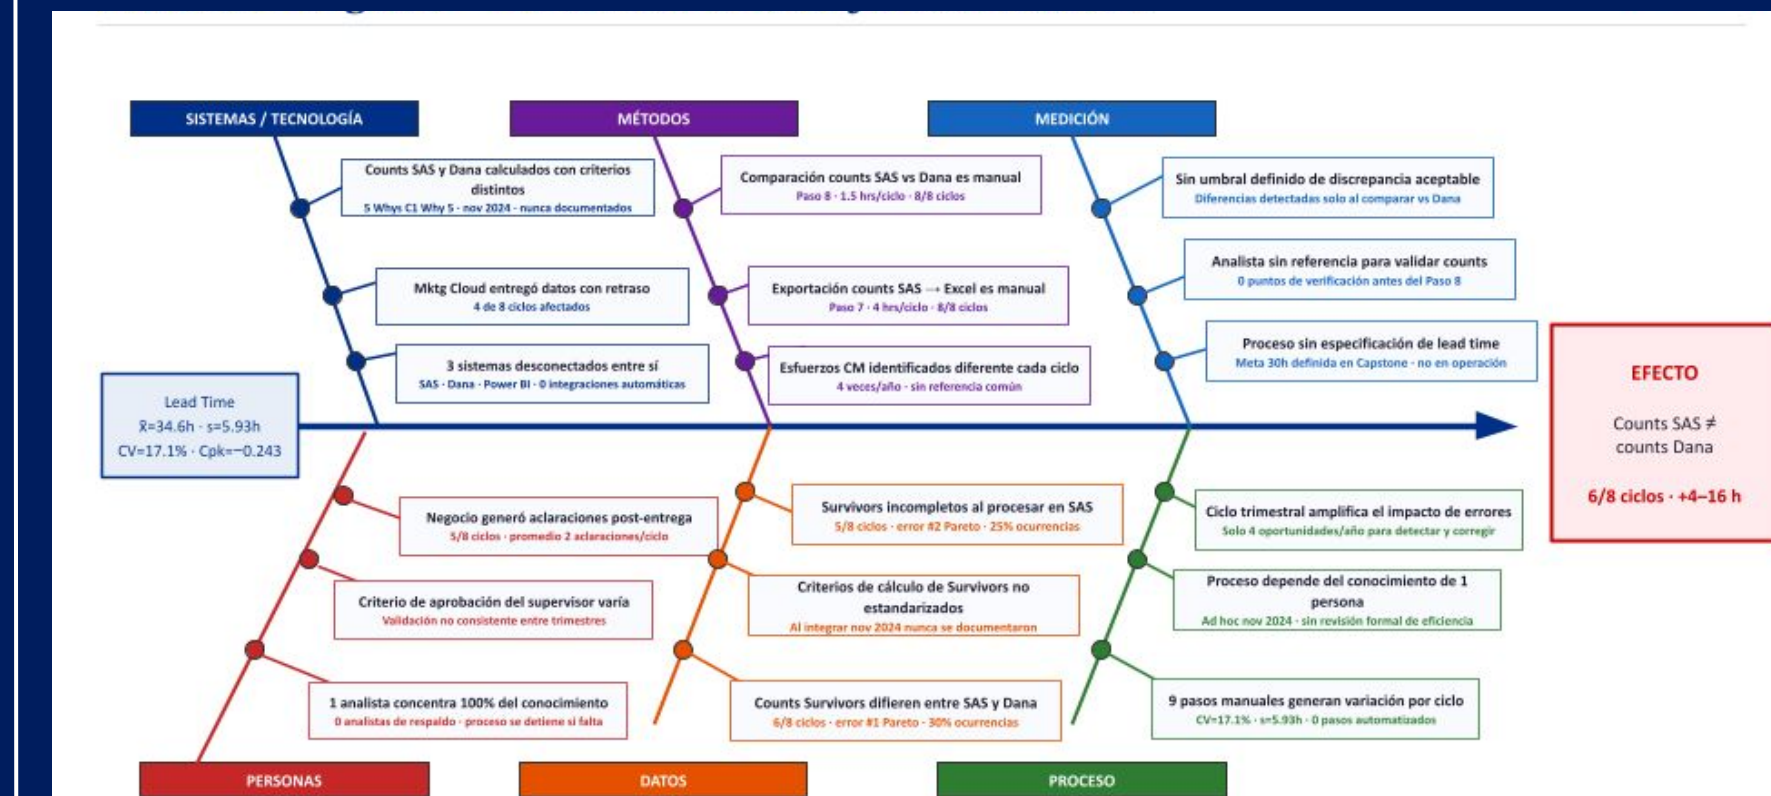 SISTEMAS / TECNOLOGÍA
Counts SAS y Dana calculados con criterios
distintos
5 Whys C1 Why 5 · nov 2024 · nunca documentados
Mktg Cloud entregó datos con retraso
4 de 8 ciclos afectados
3 sistemas desconectados entre sí
SAS · Dana · Power BI · 0 integraciones automáticas
MÉTODOS
Comparación counts SAS vs Dana es manual
Paso 8 · 1.5 hrs/ciclo · 8/8 ciclos
Exportación counts SAS → Excel es manual
Paso 7 · 4 hrs/ciclo · 8/8 ciclos
Esfuerzos CM identificados diferente cada ciclo
4 veces/año · sin referencia común
MEDICIÓN
Sin umbral definido de discrepancia aceptable
Diferencias detectadas solo al comparar vs Dana
Analista sin referencia para validar counts
0 puntos de verificación antes del Paso 8
Proceso sin especificación de lead time
Meta 30h definida en Capstone · no en operación
Lead Time
x̄=34.6h · s=5.93h
CV=17.1% · Cpk=−0.243
EFECTO
Counts SAS ≠
counts Dana
6/8 ciclos · +4–16 h
Negocio generó aclaraciones post-entrega
5/8 ciclos · promedio 2 aclaraciones/ciclo
Criterio de aprobación del supervisor varía
Validación no consistente entre trimestres
1 analista concentra 100% del conocimiento
0 analistas de respaldo · proceso se detiene si falta
PERSONAS
Survivors incompletos al procesar en SAS
5/8 ciclos · error #2 Pareto · 25% ocurrencias
Criterios de cálculo de Survivors no
estandarizados
Al integrar nov 2024 nunca se documentaron
Counts Survivors difieren entre SAS y Dana
6/8 ciclos · error #1 Pareto · 30% ocurrencias
DATOS
Ciclo trimestral amplifica el impacto de errores
Solo 4 oportunidades/año para detectar y corregir
Proceso depende del conocimiento de 1
persona
Ad hoc nov 2024 · sin revisión formal de eficiencia
9 pasos manuales generan variación por ciclo
CV=17.1% · s=5.93h · 0 pasos automatizados
PROCESO